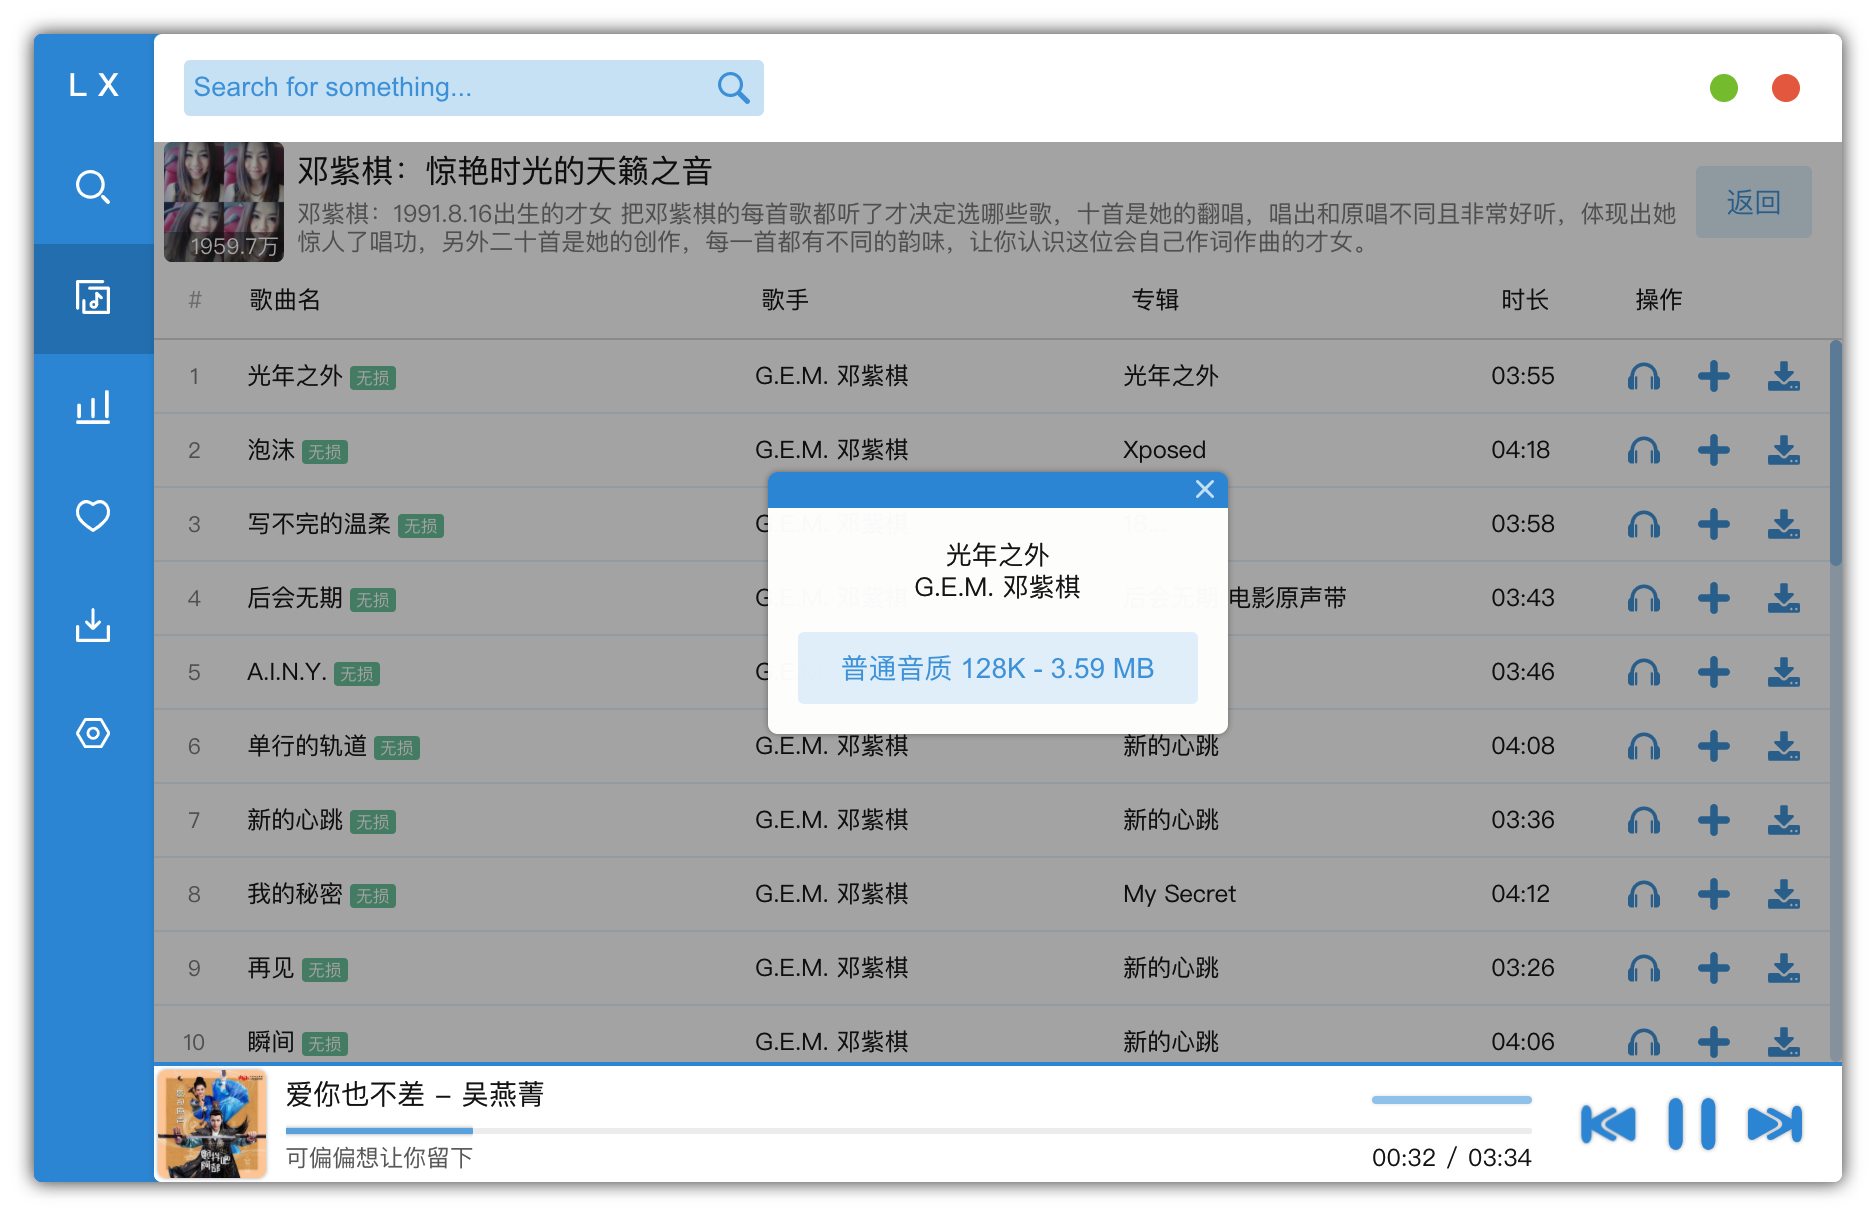 L X
Search for something...
邓紫棋：惊艳时光的天籁之音
邓紫棋：1991.8.16出生的才女 把邓紫棋的每首歌都听了才决定选哪些歌，十首是她的翻唱，唱出和原唱不同且非常好听，体现出她
惊人了唱功，另外二十首是她的创作，每一首都有不同的韵味，让你认识这位会自己作词作曲的才女。
1959.7万
返回
# 歌曲名 歌手 专辑 时长 操作
1 光年之外 无损 G.E.M. 邓紫棋 光年之外 03:55
2 泡沫 无损 G.E.M. 邓紫棋 Xposed 04:18
3 写不完的温柔 无损 G.E.M. 邓紫棋 18... 03:58
4 后会无期 无损 G.E.M. 邓紫棋 后会无期 电影原声带 03:43
5 A.I.N.Y. 无损 G.E. 03:46
6 单行的轨道 无损 G.E.M. 邓紫棋 新的心跳 04:08
7 新的心跳 无损 G.E.M. 邓紫棋 新的心跳 03:36
8 我的秘密 无损 G.E.M. 邓紫棋 My Secret 04:12
9 再见 无损 G.E.M. 邓紫棋 新的心跳 03:26
10 瞬间 无损 G.E.M. 邓紫棋 新的心跳 04:06
光年之外
G.E.M. 邓紫棋
普通音质 128K - 3.59 MB
爱你也不差 – 吴燕菁
可偏偏想让你留下
00:32 / 03:34